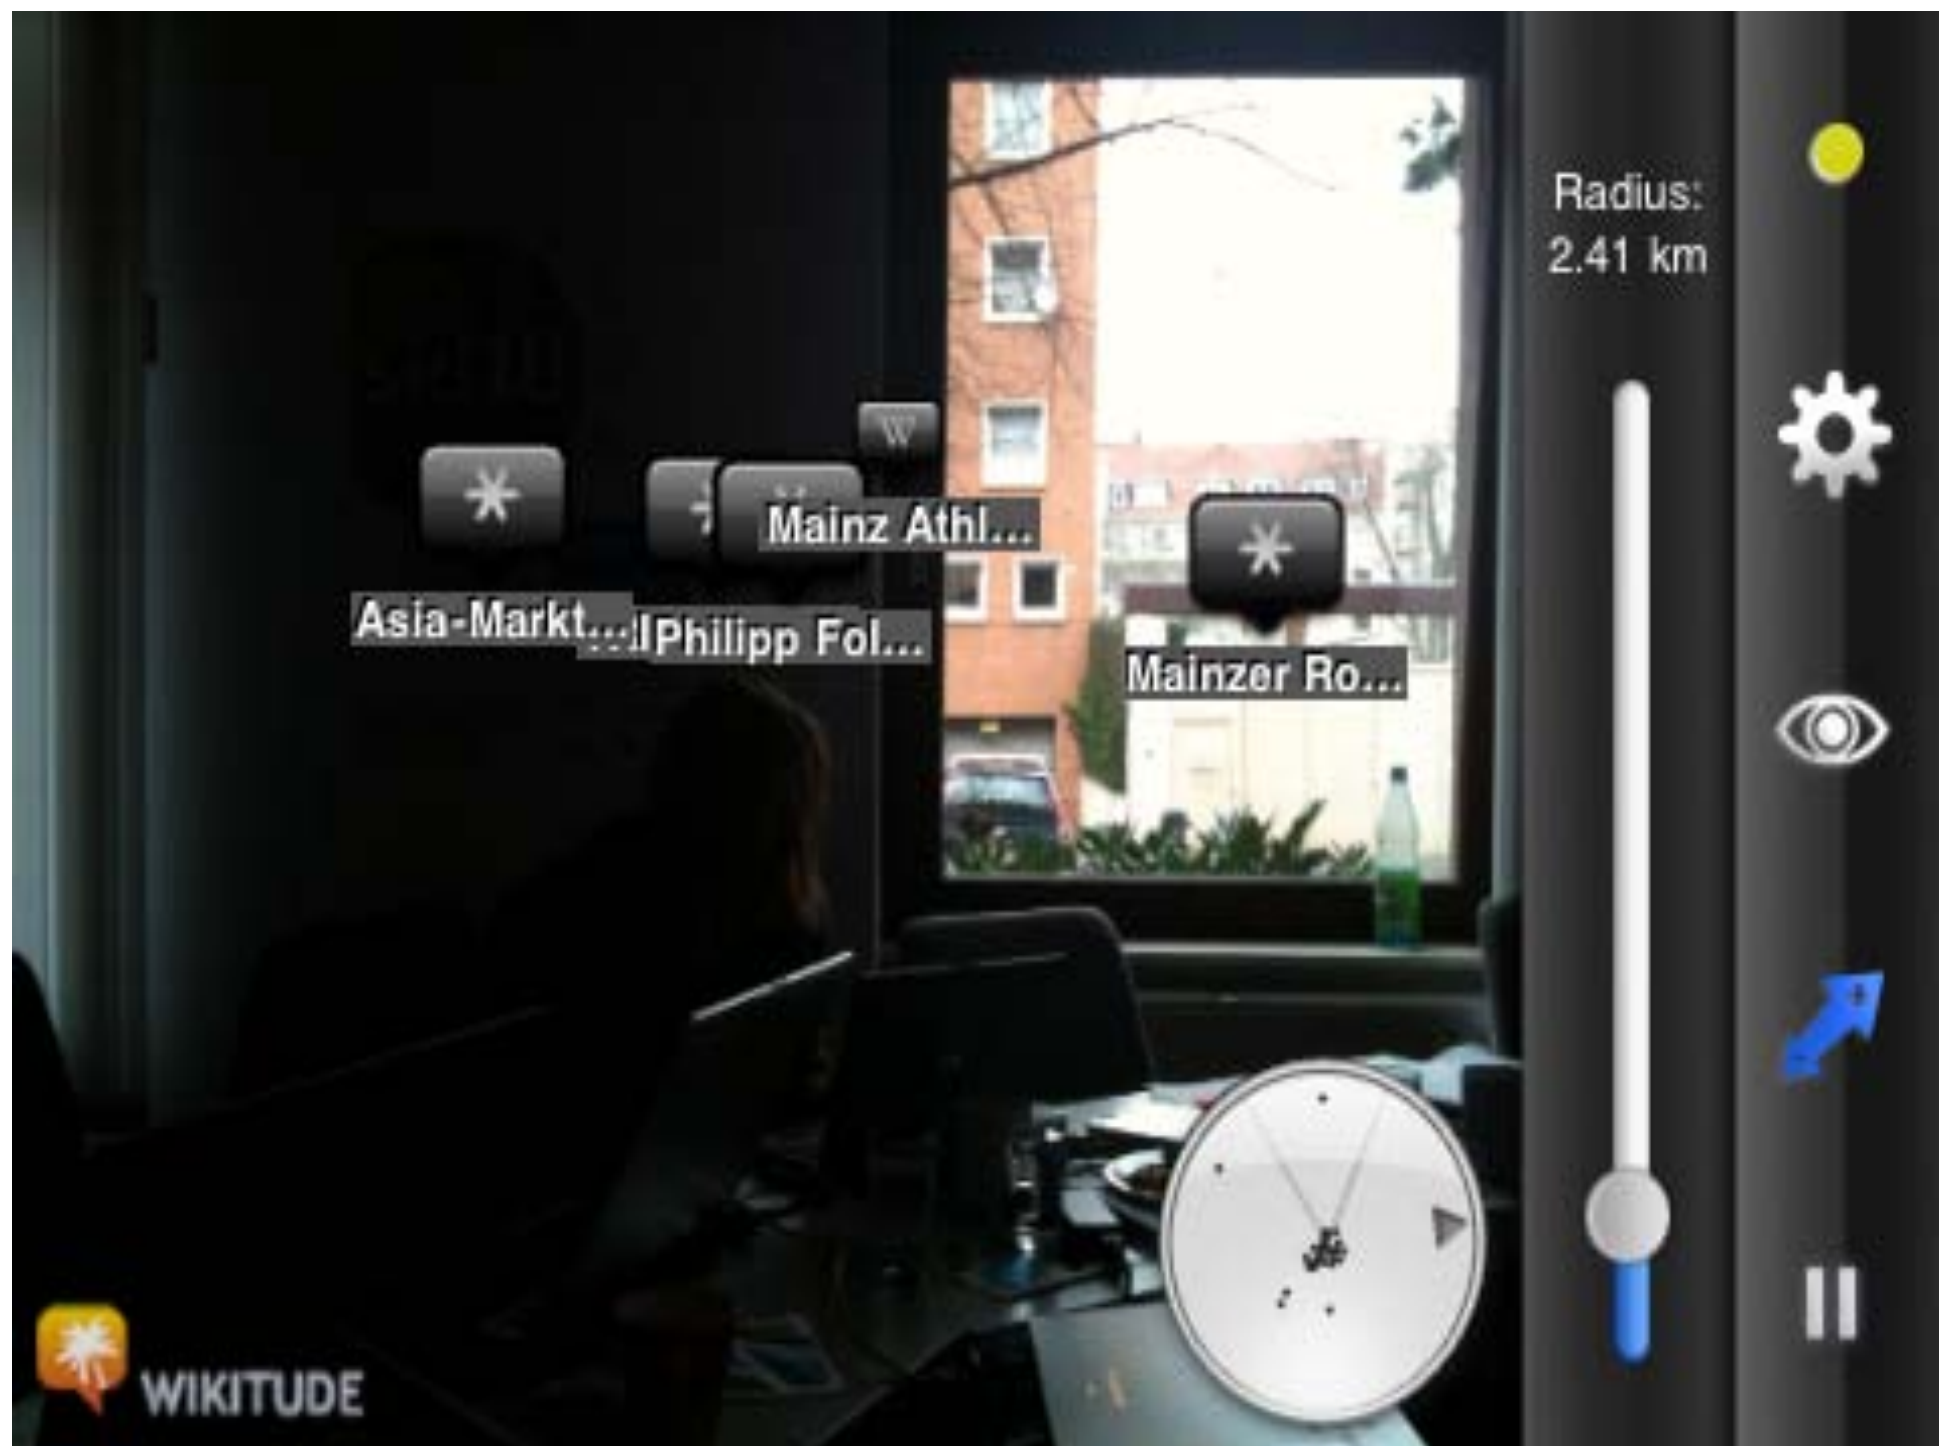 Radius:
2.41 km
W
Mainz Athl...
Asia-Markt...
Philipp Fol...
Mainzer Ro...
WIKITUDE